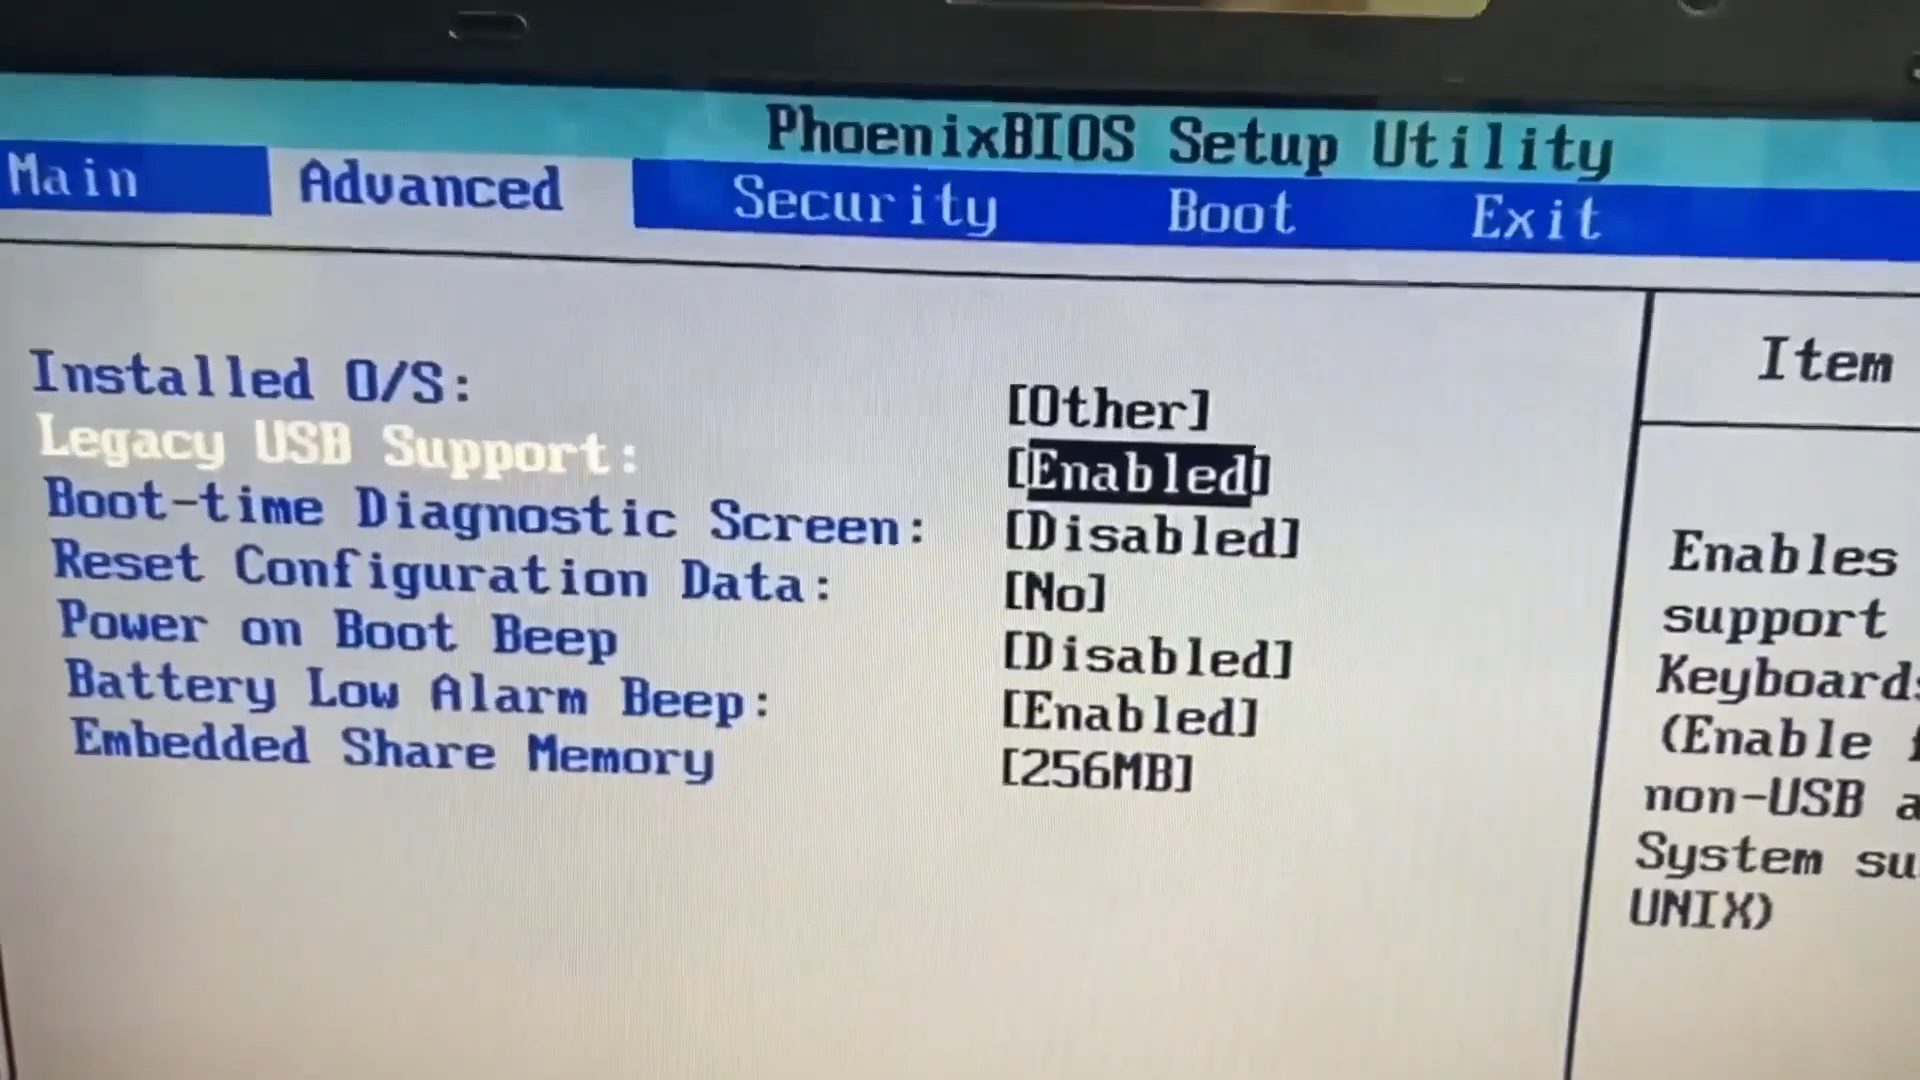 PhoenixBIOS Setup Utility
Main Advanced Security Boot Exit
Installed O/S: [Other]
Legacy USB Support: [Enabled]
Boot-time Diagnostic Screen: [Disabled]
Reset Configuration Data: [No]
Power on Boot Beep [Disabled]
Battery Low Alarm Beep: [Enabled]
Embedded Share Memory [256MB]
Item
Enables
support
Keyboards
(Enable
non-USB
System
UNIX)